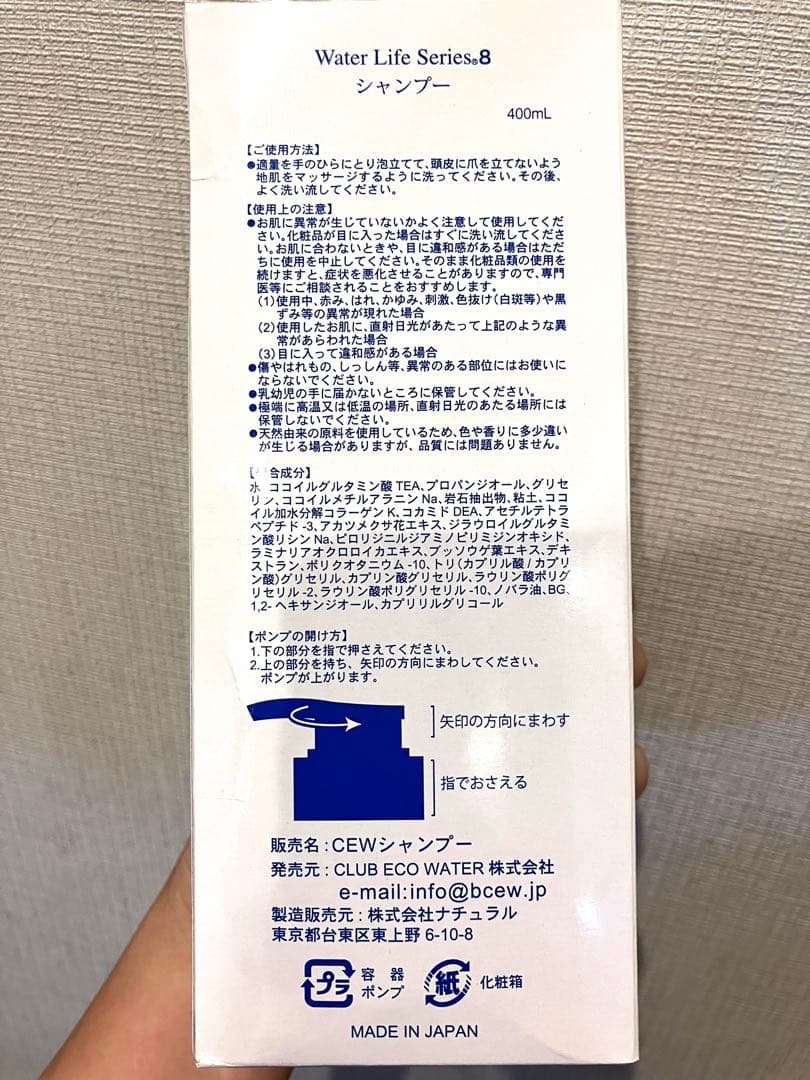 Water Life Series®8
シャンプー
400mL
【ご使用方法】
●適量を手のひらにとり泡立てて、頭皮に爪を立てないよう
地肌をマッサージするように洗ってください。その後、
よく洗い流してください。
【使用上の注意】
●お肌に異常が生じていないかよく注意して使用してくだ
さい。化粧品が目に入った場合はすぐに洗い流してくださ
い。お肌に合わないときや、目に違和感がある場合はただ
ちに使用を中止してください。そのまま化粧品類の使用を
続けますと、症状を悪化させることがありますので、専門
医等にご相談されることをおすすめします。
(1)使用中、赤み、はれ、かゆみ、刺激、色抜け(白斑等)や黒
ずみ等の異常が現れた場合
(2)使用したお肌に、直射日光があたって上記のような異
常があらわれた場合
(3)目に入って違和感がある場合
●傷やはれもの、しっしん等、異常のある部位にはお使いに
ならないでください。
●乳幼児の手に届かないところに保管してください。
●極端に高温又は低温の場所、直射日光のあたる場所には
保管しないでください。
●天然由来の原料を使用しているため、色や香りに多少違い
が生じる場合がありますが、品質には問題ありません。
【 合成分】
水 ココイルグルタミン酸TEA、プロパンジオール、グリセ
リン、ココイルメチルアラニンNa、岩石抽出物、粘土、ココ
イル加水分解コラーゲンK、コカミドDEA、アセチルテトラ
ペプチド-3、アカツメクサ花エキス、ジラウロイルグルタミ
ン酸リシンNa、ピロリジニルジアミノピリミジンオキシド、
ラミナリアオクロロイカエキス、ブッソウゲ葉エキス、デキ
ストラン、ポリクオタニウム-10、トリ(カプリル酸/カプリ
ン酸)グリセリル、カプリン酸グリセリル、ラウリン酸ポリグ
リセリル-2、ラウリン酸ポリグリセリル-10、ノバラ油、BG、
1,2-ヘキサンジオール、カプリリルグリコール
【ポンプの開け方】
1.下の部分を指で押さえてください。
2.上の部分を持ち、矢印の方向にまわしてください。
ポンプが上がります。
矢印の方向にまわす
指でおさえる
販売名:CEWシャンプー
発売元:CLUB ECO WATER 株式会社
e-mail:info@bcew.jp
製造販売元:株式会社ナチュラル
東京都台東区東上野 6-10-8
プラ 容器 紙 化粧箱
ポンプ
MADE IN JAPAN